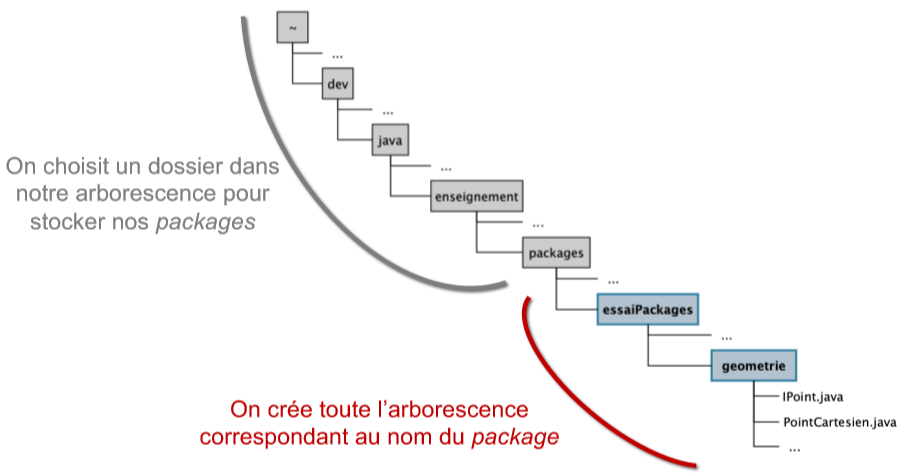 ~
...
dev
...
java
...
On choisit un dossier dans
notre arborescence pour
stocker nos packages
enseignement
...
packages
...
essaiPackages
...
geometrie
IPoint.java
PointCartesien.java
...
On crée toute l’arborescence
correspondant au nom du package